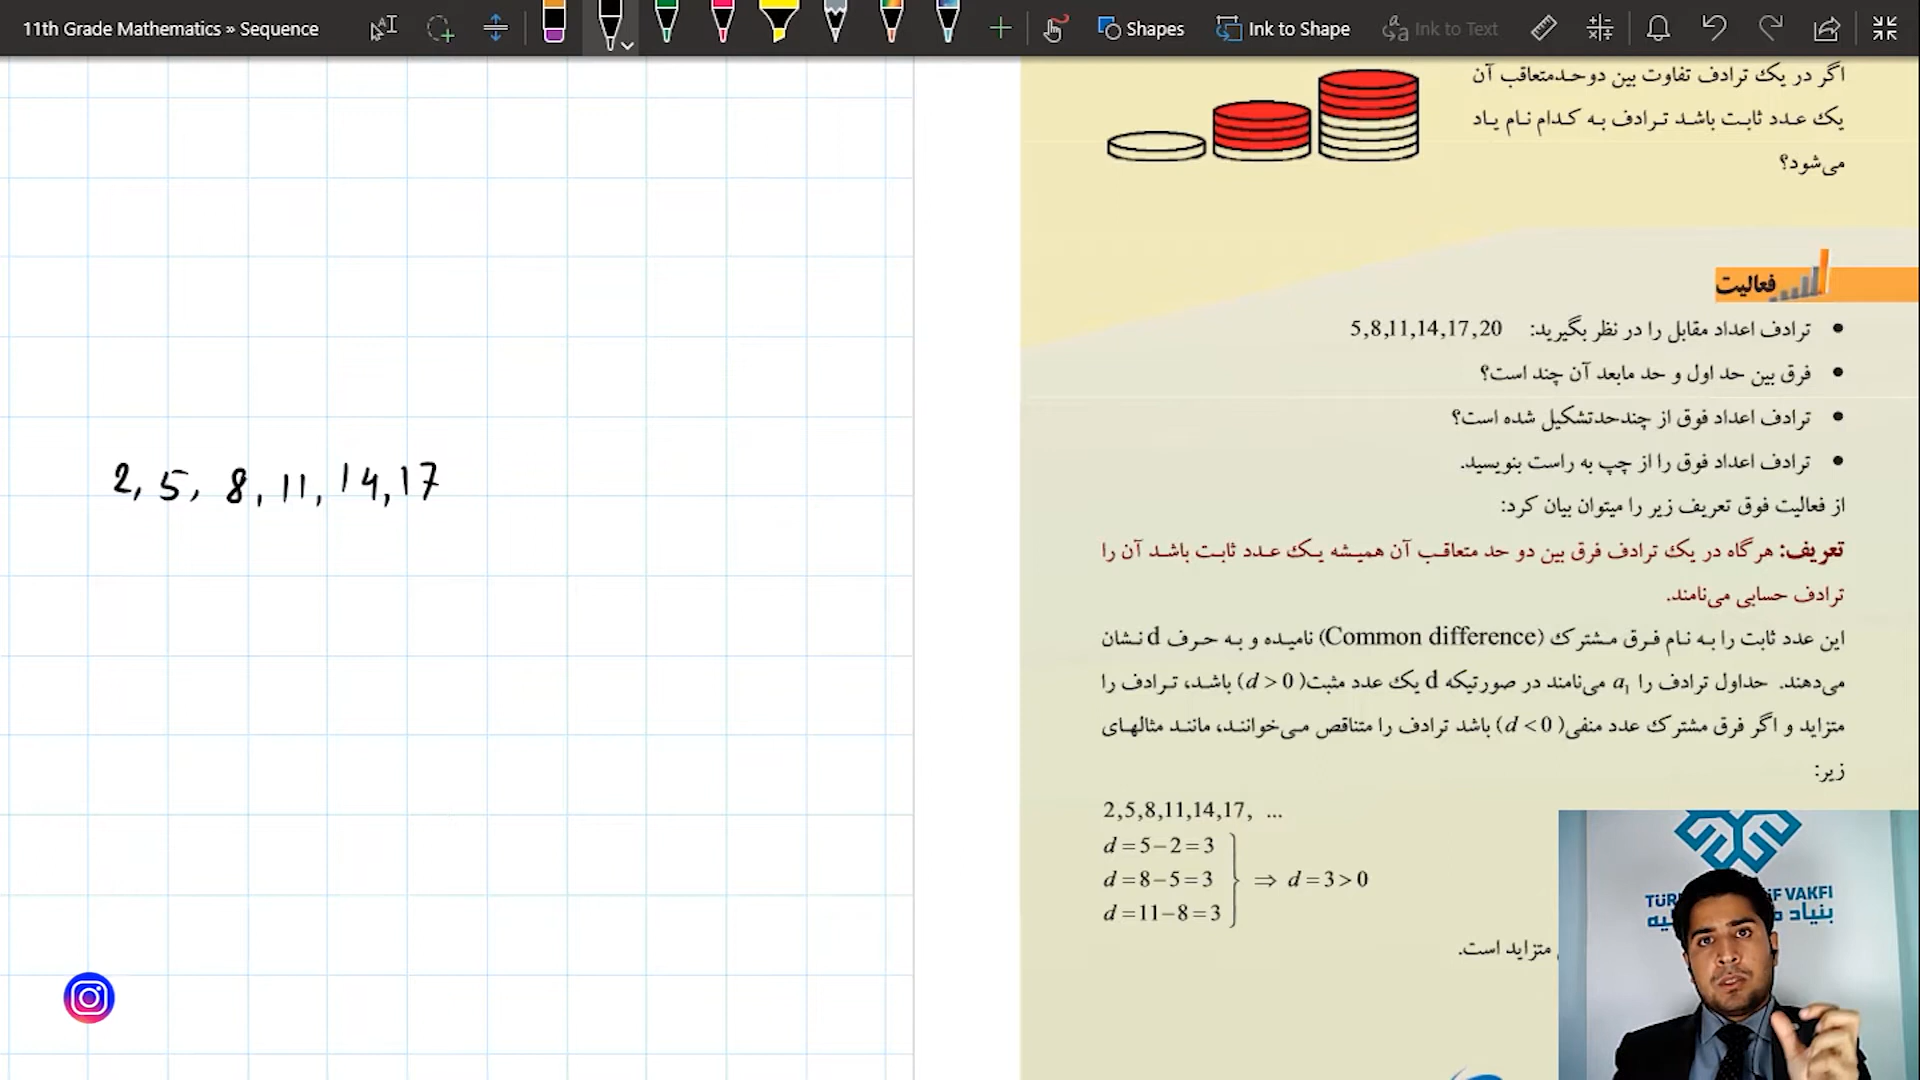 11th Grade Mathematics » Sequence
Shapes
Ink to Shape
Ink to Text
2, 5, 8, 11, 14, 17
اگر در یک ترادف تفاوت بین دو حدمتعاقب آن
یک عدد ثابت باشد ترادف به کدام نام یاد
می‌شود؟
فعالیت
ترادف اعداد مقابل را در نظر بگیرید: 5,8,11,14,17,20
فرق بین حد اول و حد مابعد آن چند است؟
ترادف اعداد فوق از چندحدتشکیل شده است؟
ترادف اعداد فوق را از چپ به راست بنویسید.
از فعالیت فوق تعریف زیر را میتوان بیان کرد:
تعریف: هرگاه در یک ترادف فرق بین دو حد متعاقب آن همیشه یک عدد ثابت باشد آن را
ترادف حسابی می‌نامند.
این عدد ثابت را به نام فرق مشترک (Common difference) نامیده و به حرف d نشان
می‌دهند. حداول ترادف را a₁ می‌نامند در صورتیکه d یک عدد مثبت (d > 0) باشد، ترادف را
متزاید و اگر فرق مشترک عدد منفی (d < 0) باشد ترادف را متناقص می‌خوانند، مانند مثالهای
زیر:
2,5,8,11,14,17, ...
d = 5 − 2 = 3
d = 8 − 5 = 3 ⇒ d = 3 > 0
d = 11 − 8 = 3
متزاید است.
VAKFI
بنیاد